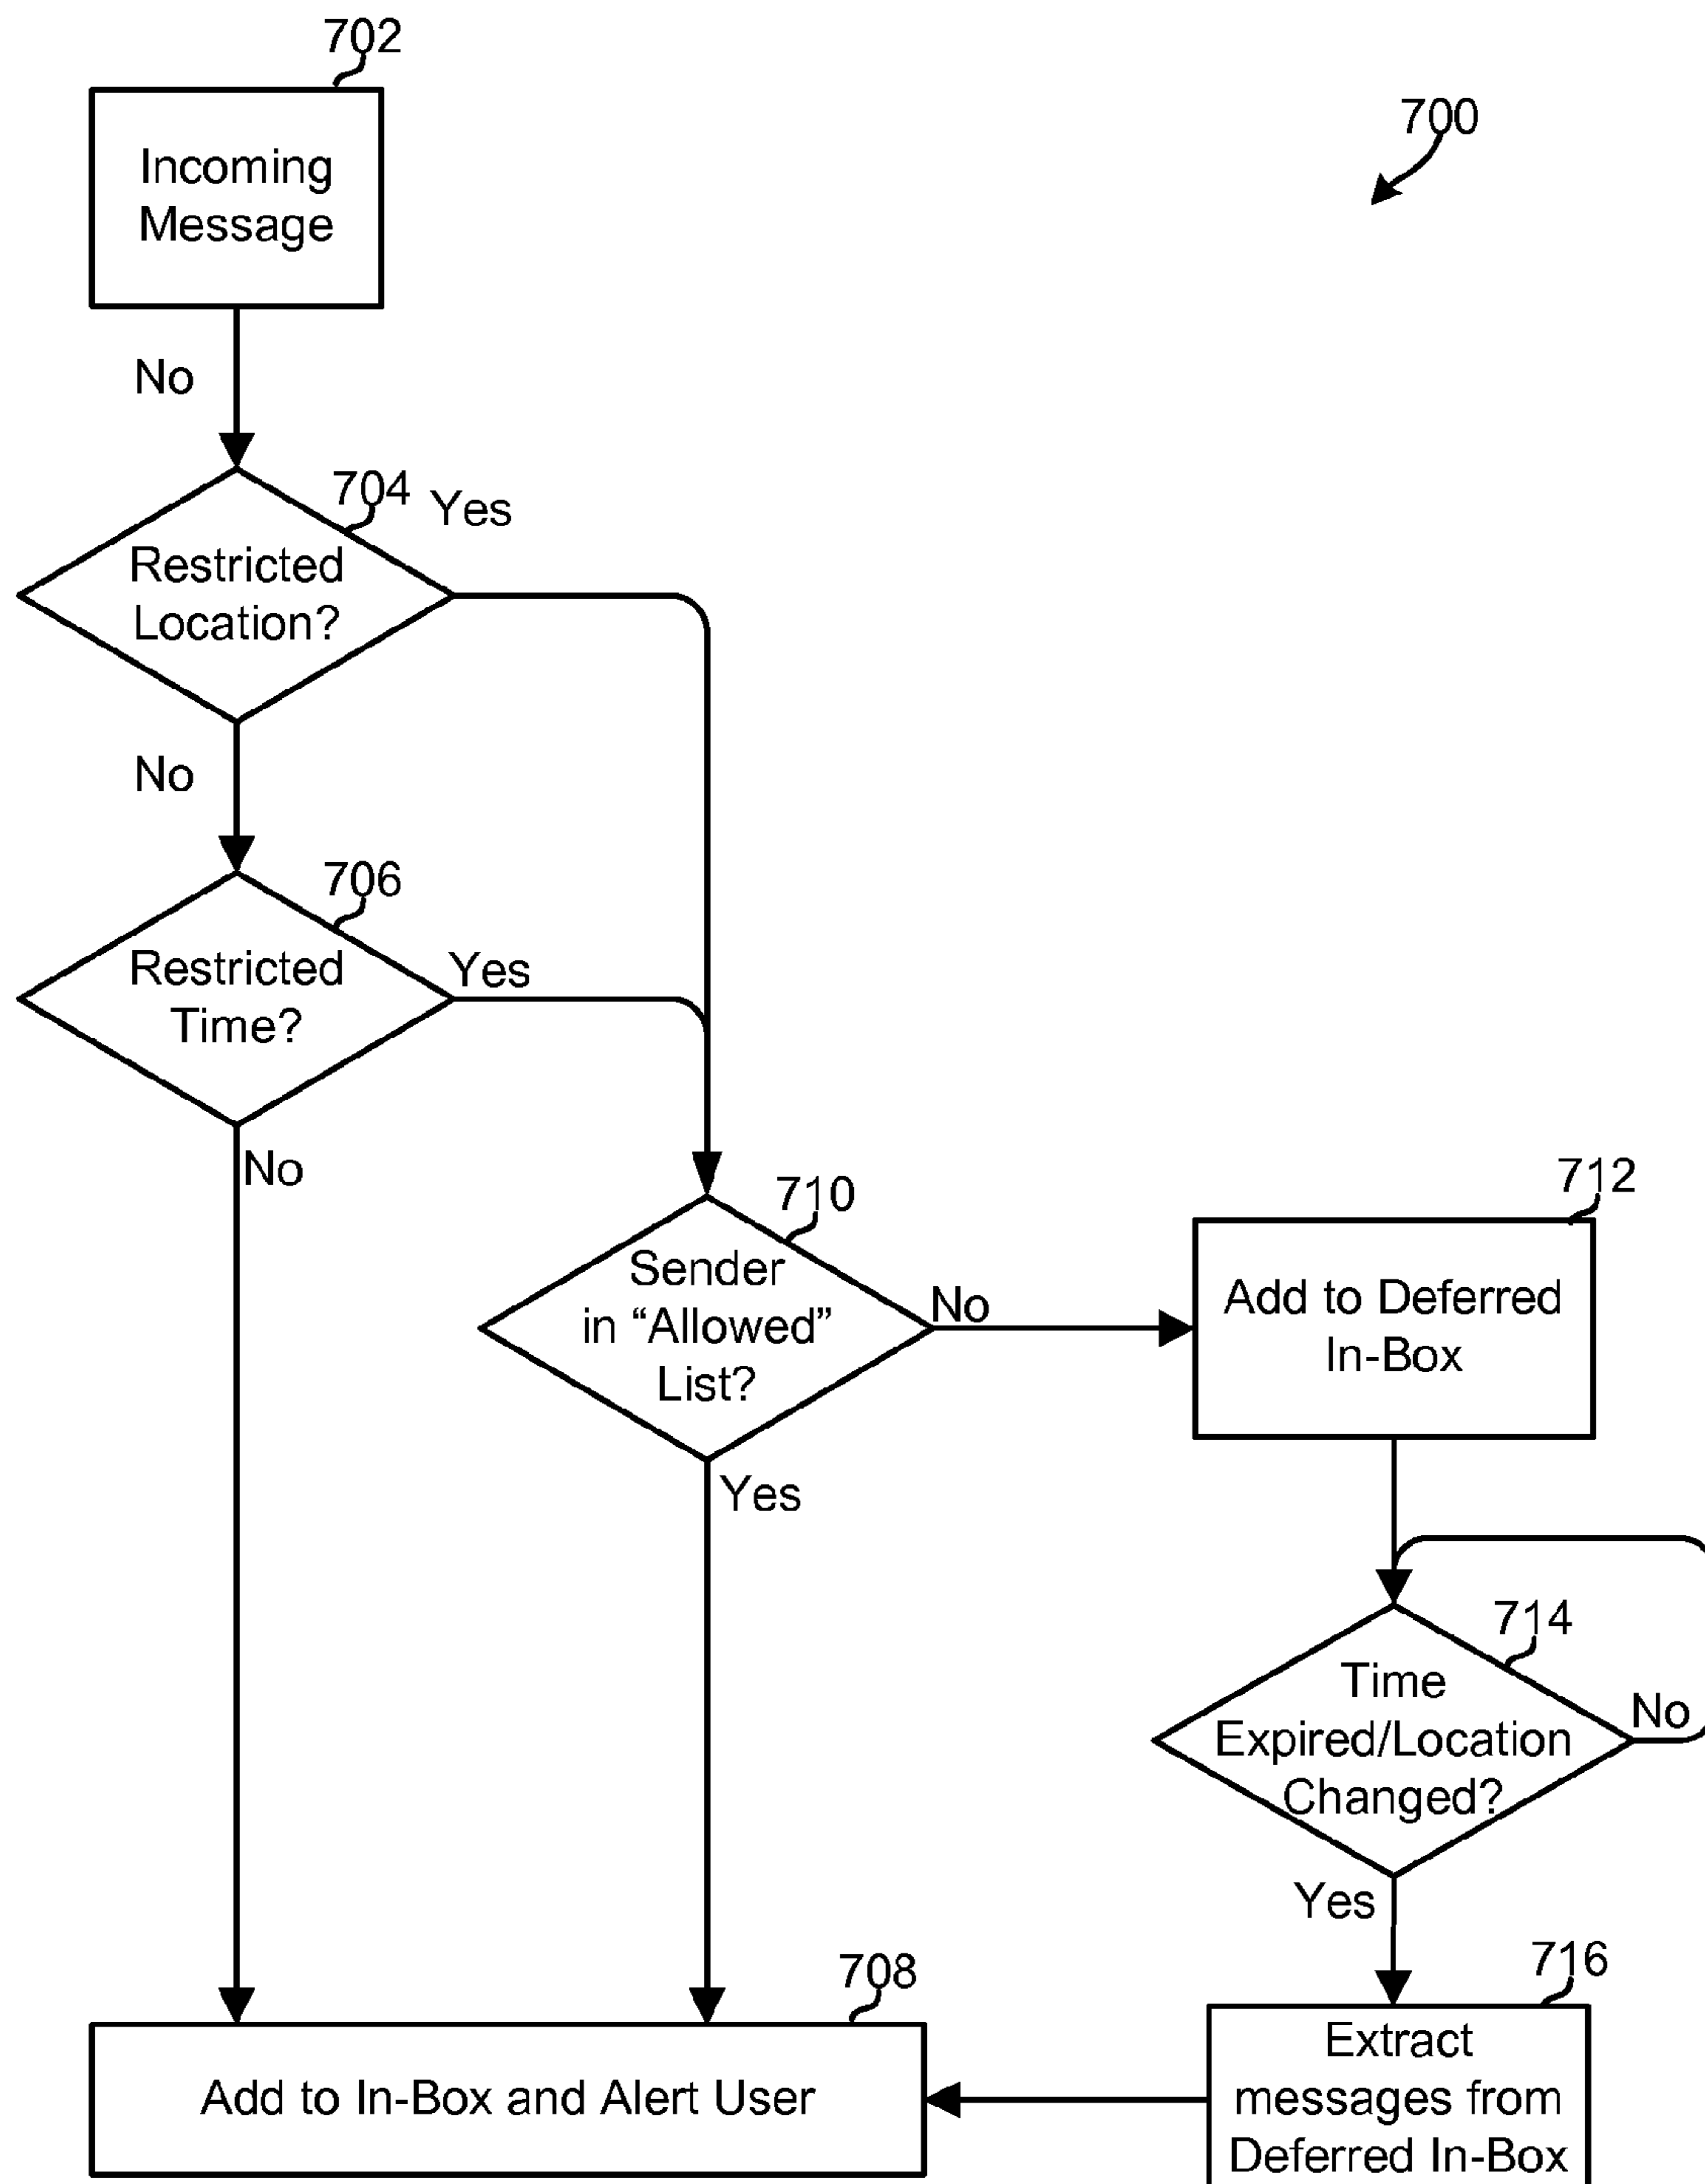 702
700
Incoming
Message
No
704
Yes
Restricted
Location?
No
706
Restricted
Time?
Yes
No
710
712
Sender
in “Allowed”
List?
No
Add to Deferred
In-Box
Yes
714
Time
Expired/Location
Changed?
No
Yes
708
716
Add to In-Box and Alert User
Extract
messages from
Deferred In-Box